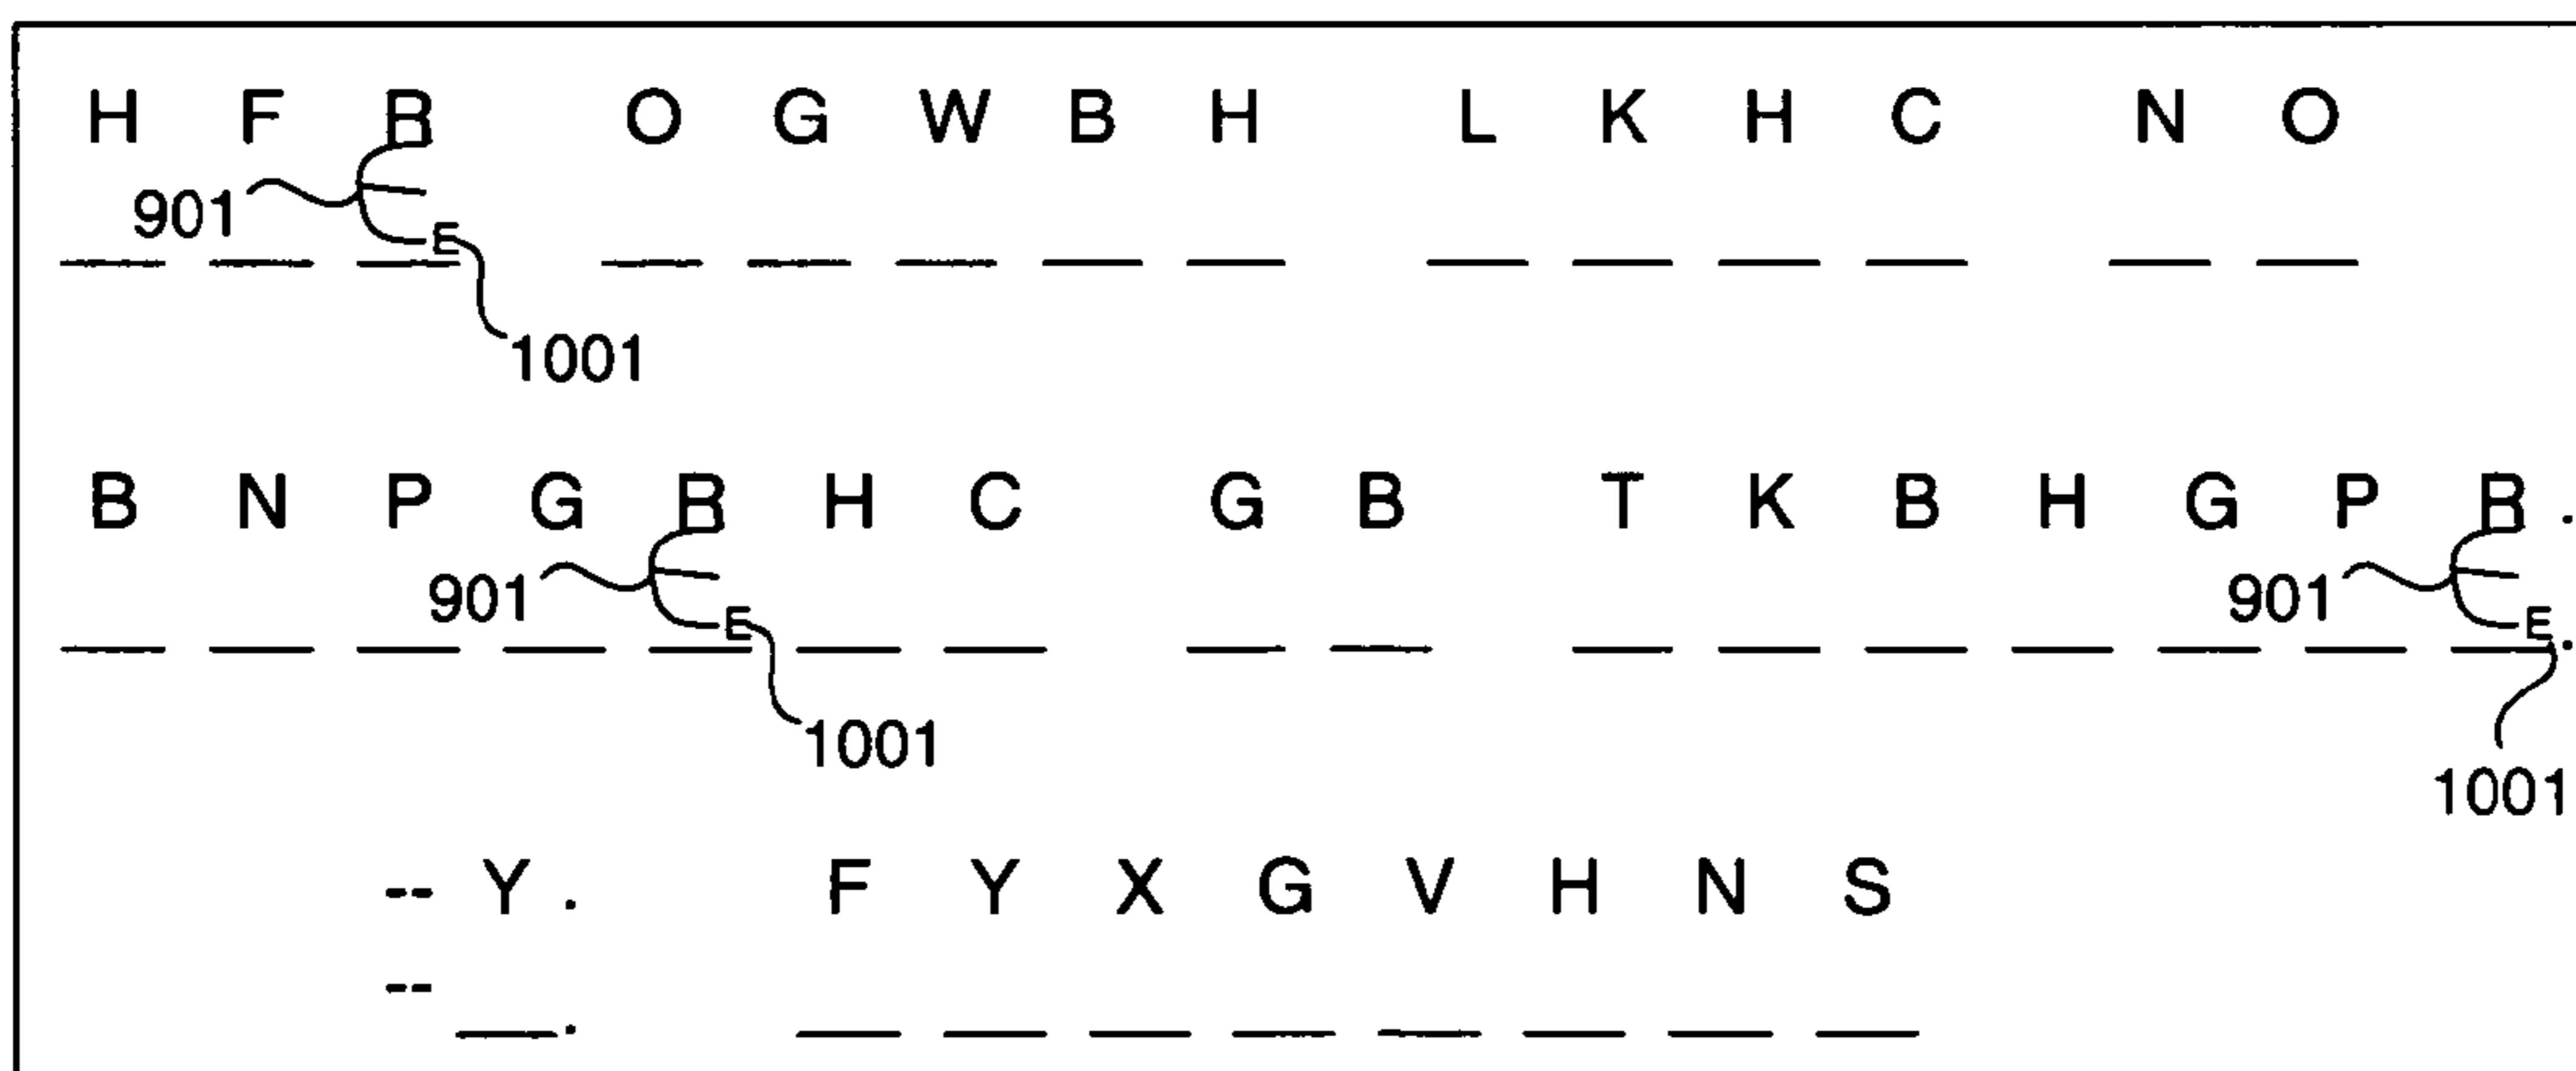 H F R O G W B H L K H C N O
901 E
1001
B N P G R H C G B T K B H G P R .
901 E 901 E .
1001
1001
-- Y . F Y X G V H N S
--
.